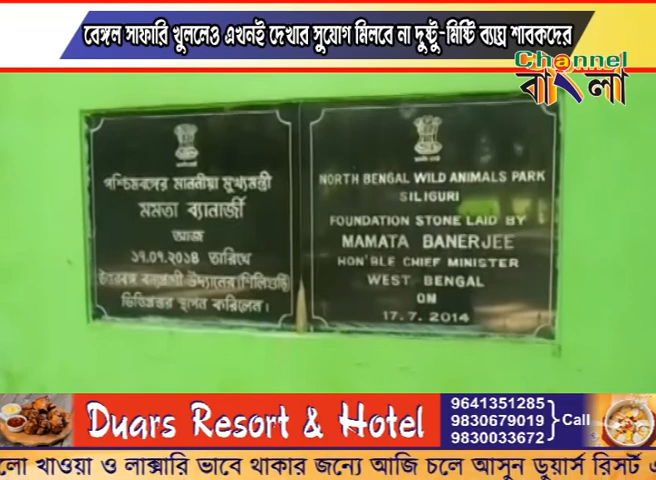 বেঙ্গল সাফারি খুললেও এখনই দেখার সুযোগ মিলবে না দুষ্টু-মিষ্টি ব্যাঘ্র শাবকদের
Channel
বাংলা
পশ্চিমবঙ্গের মাননীয়া মুখ্যমন্ত্রী
মমতা ব্যানার্জী
আজ
১৭.০৭.২০১৪ তারিখে
উত্তরবঙ্গ বন্যপ্রাণী উদ্যানের (শিলিগুড়ি)
ভিত্তিপ্রস্তর স্থাপন করিলেন।
NORTH BENGAL WILD ANIMALS PARK
SILIGURI
FOUNDATION STONE LAID BY
MAMATA BANERJEE
HON'BLE CHIEF MINISTER
WEST BENGAL
ON
17.7.2014
Duars Resort & Hotel
9641351285
9830679019
9830033672
Call
লো খাওয়া ও লাক্সারি ভাবে থাকার জন্যে আজি চলে আসুন ডুয়ার্স রিসর্ট এ